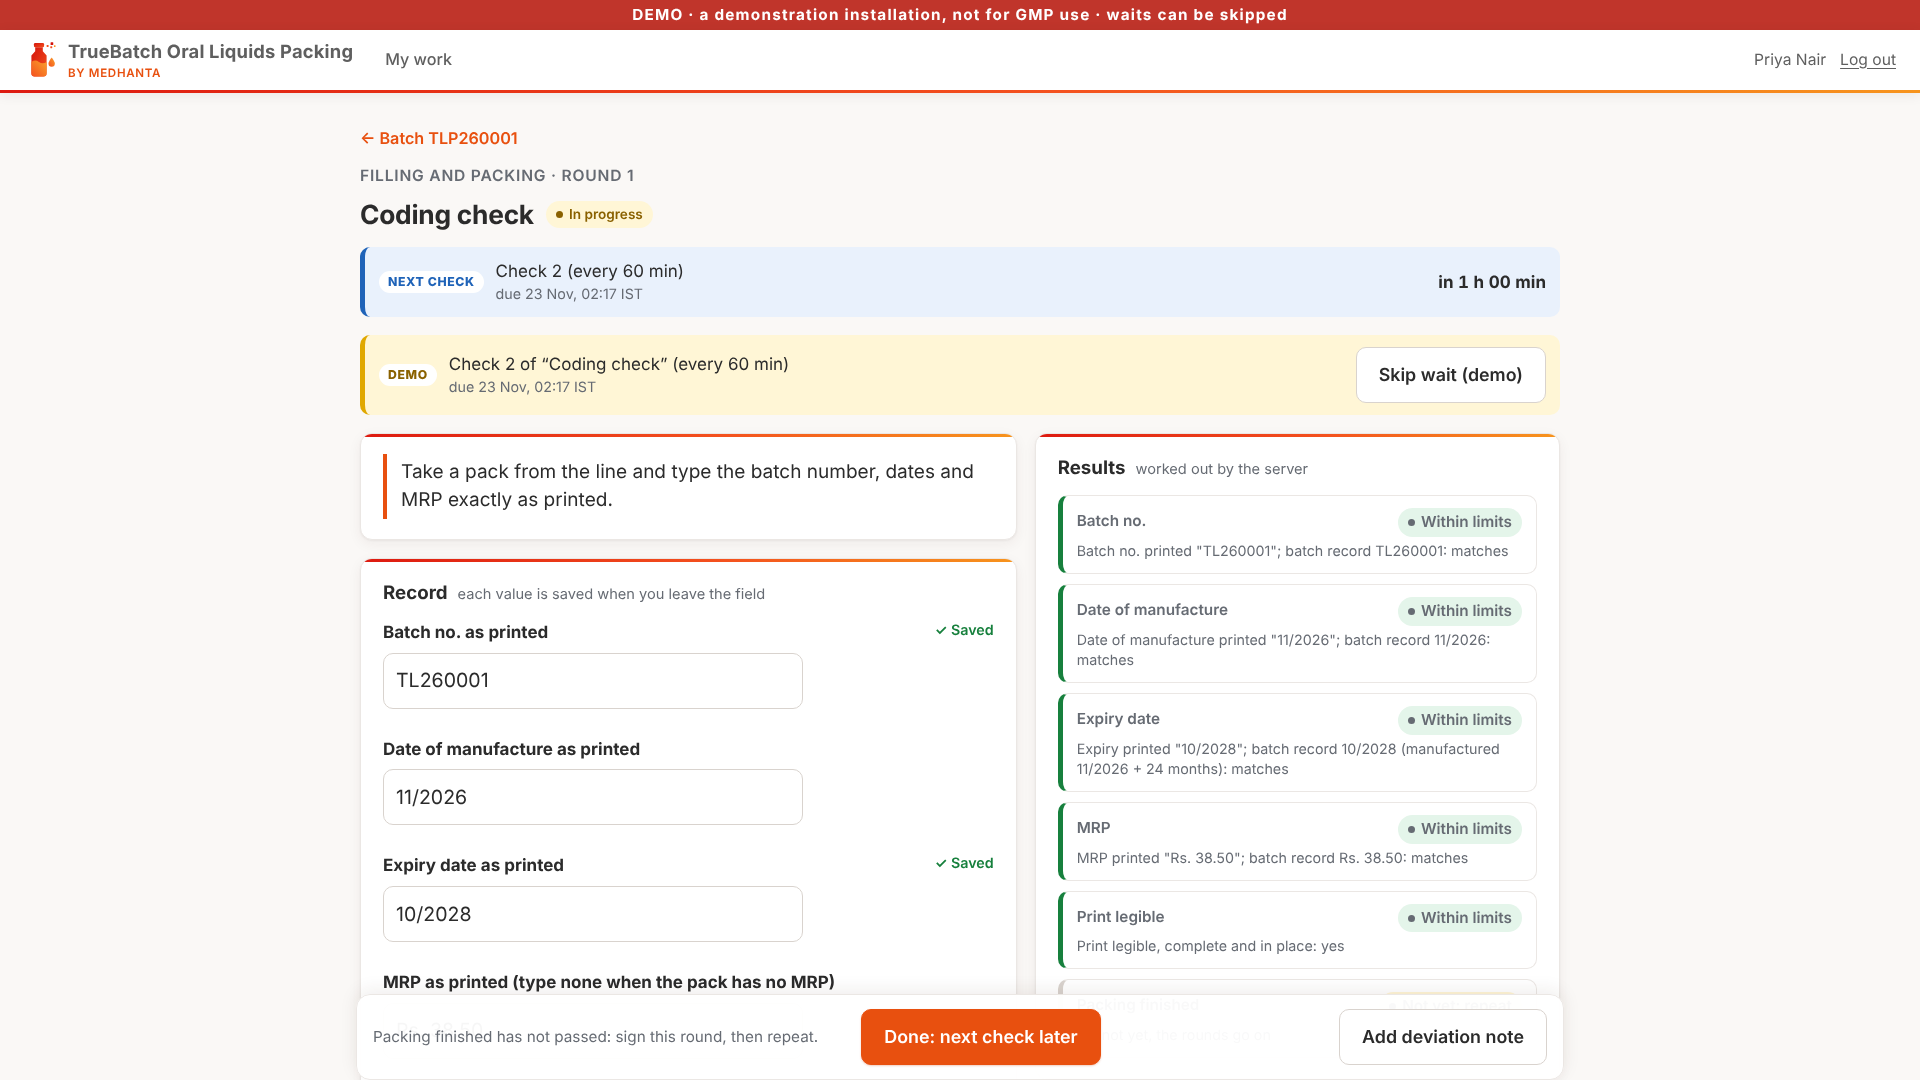 DEMO · a demonstration installation, not for GMP use · waits can be skipped
TrueBatch Oral Liquids Packing
BY MEDHANTA
My work
Priya Nair
Log out
← Batch TLP260001
FILLING AND PACKING · ROUND 1
Coding check
In progress
NEXT CHECK
Check 2 (every 60 min)
due 23 Nov, 02:17 IST
in 1 h 00 min
DEMO
Check 2 of “Coding check” (every 60 min)
due 23 Nov, 02:17 IST
Skip wait (demo)
Take a pack from the line and type the batch number, dates and
MRP exactly as printed.
Record each value is saved when you leave the field
Batch no. as printed
✓ Saved
TL260001
Date of manufacture as printed
11/2026
Expiry date as printed
✓ Saved
10/2028
MRP as printed (type none when the pack has no MRP)
Results worked out by the server
Batch no.
Within limits
Batch no. printed "TL260001"; batch record TL260001: matches
Date of manufacture
Within limits
Date of manufacture printed "11/2026"; batch record 11/2026:
matches
Expiry date
Within limits
Expiry printed "10/2028"; batch record 10/2028 (manufactured
11/2026 + 24 months): matches
MRP
Within limits
MRP printed "Rs. 38.50"; batch record Rs. 38.50: matches
Print legible
Within limits
Print legible, complete and in place: yes
Packing finished
Not yet: repeat
Packing finished has not passed: sign this round, then repeat.
Done: next check later
Add deviation note